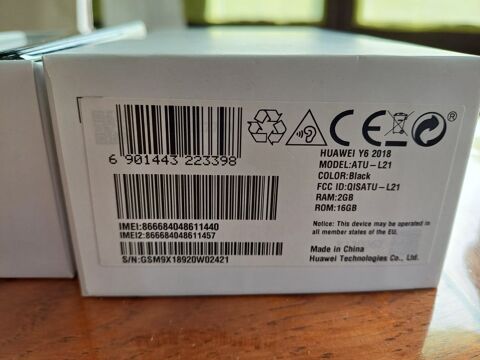 6 901443 223398
CE
®
HUAWEI Y6 2018
MODEL:ATU-L21
COLOR:Black
FCC ID:QISATU-L21
RAM:2GB
ROM:16GB
IMEI:866684048611440
IMEI2:866684048611457
S/N:GSM9X18920W02421
Notice: This device may be operated in
all member states of the EU.
Made in China
Huawei Technologies Co., Ltd.